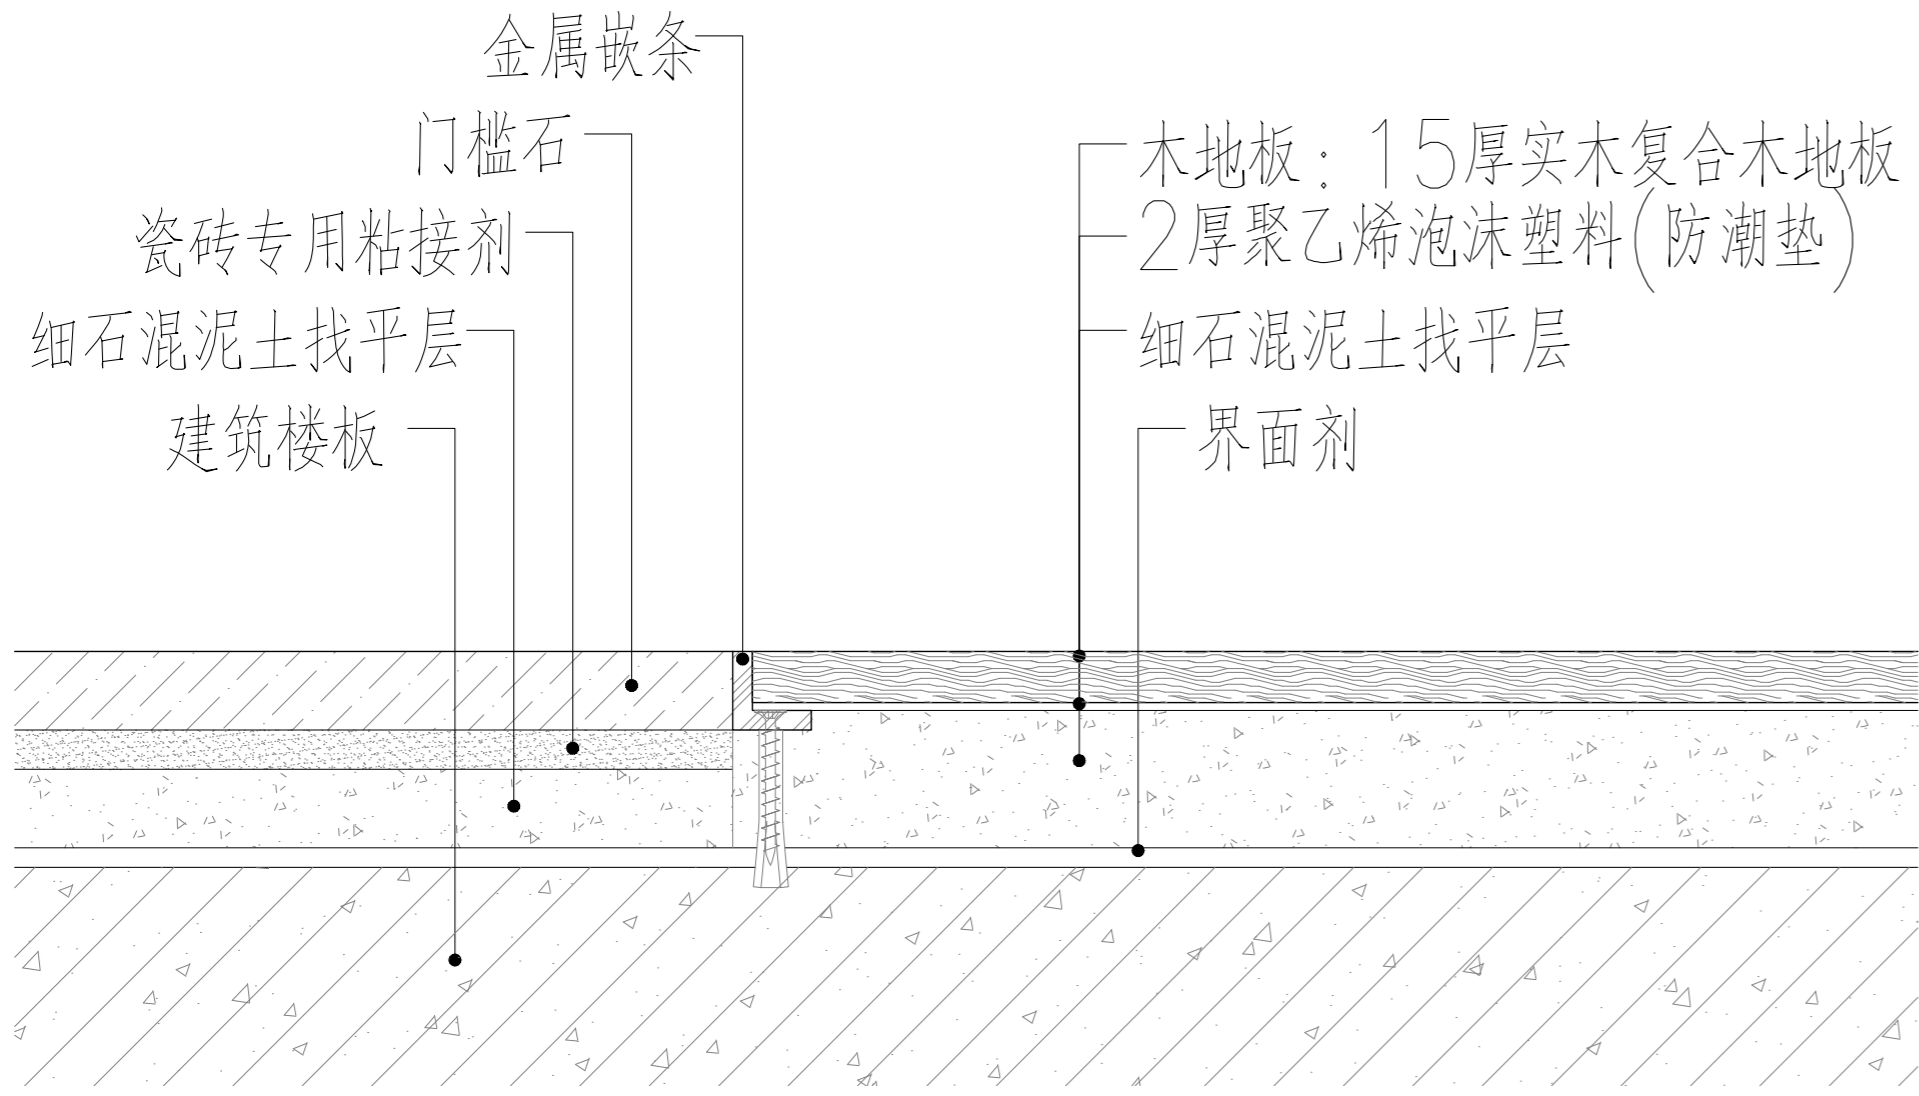 金属嵌条
门槛石
瓷砖专用粘接剂
细石混泥土找平层
建筑楼板
木地板：15厚实木复合木地板
2厚聚乙烯泡沫塑料(防潮垫)
细石混泥土找平层
界面剂